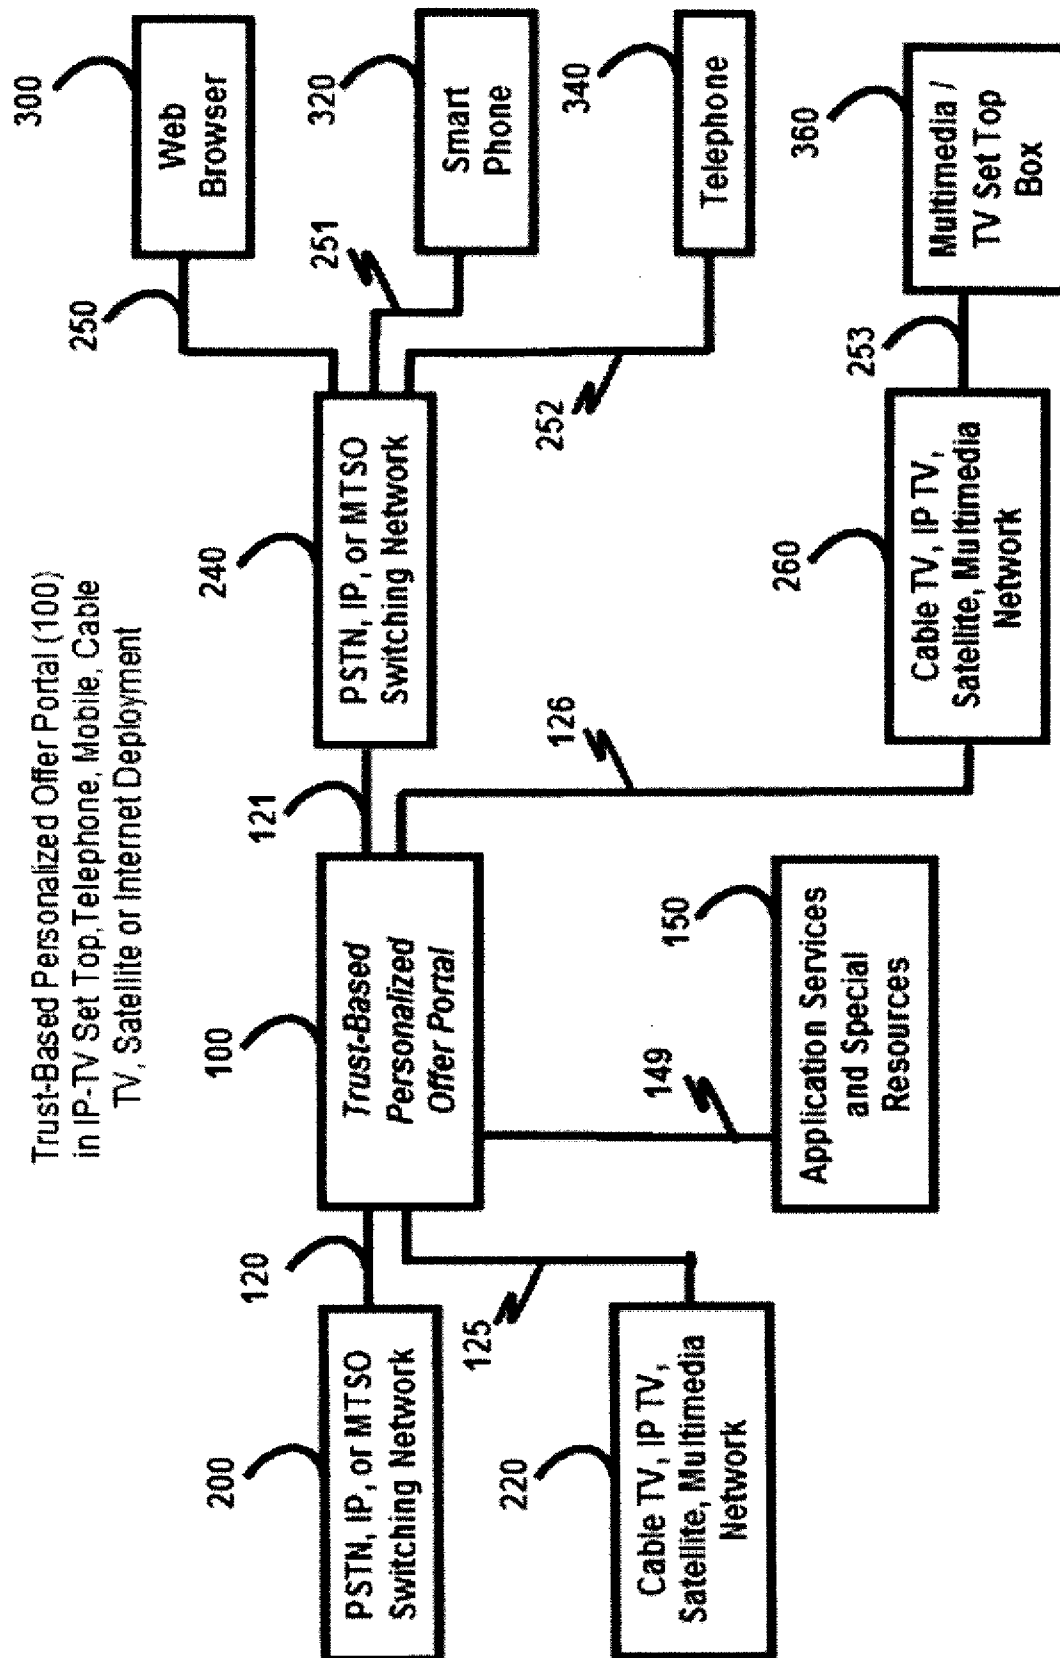 Trust-Based Personalized Offer Portal (100)
in IP-TV Set Top,Telephone, Mobile, Cable
TV, Satellite or Internet Deployment
200
PSTN, IP, or MTSO
Switching Network
120
220
Cable TV, IP TV,
Satellite, Multimedia
Network
125
100
Trust-Based
Personalized
Offer Portal
149
150
Application Services
and Special
Resources
121
126
240
PSTN, IP, or MTSO
Switching Network
260
Cable TV, IP TV,
Satellite, Multimedia
Network
250
251
252
253
300
Web
Browser
320
Smart
Phone
340
Telephone
360
Multimedia /
TV Set Top
Box